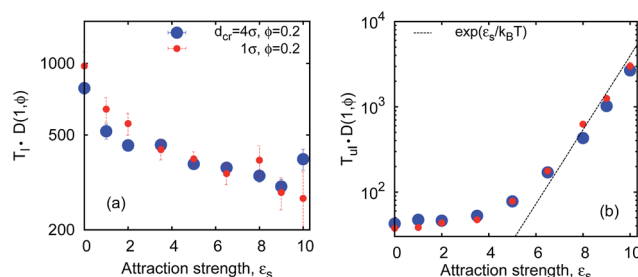 d_cr=4σ, ϕ=0.2
1σ, ϕ=0.2
1000
500
200
T_l · D(1,ϕ)
(a)
0 2 4 6 8 10
Attraction strength, ε_s
exp(ε_s/k_BT)
10^4
10^3
10^2
T_ul · D(1,ϕ)
(b)
0 2 4 6 8 10
Attraction strength, ε_s